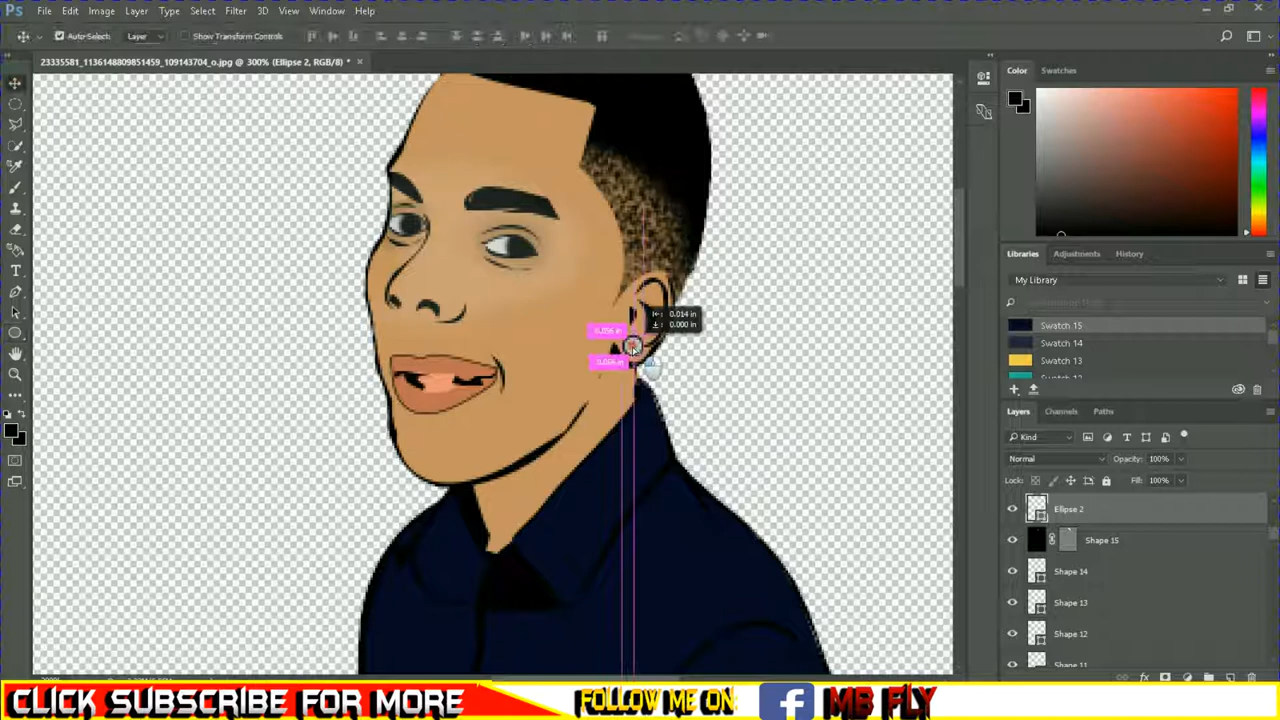 Ps File Edit Image Layer Type Select Filter 3D View Window Help
Auto-Select: Layer Show Transform Controls
23335581_1136148809851459_109143704_o.jpg @ 300% (Ellipse 2, RGB/8) *
Color Swatches
Libraries Adjustments History
My Library
Swatch 15
Swatch 14
Swatch 13
0.014 in
0.000 in
Layers Channels Paths
Kind
Normal Opacity: 100%
Lock: Fill: 100%
Ellipse 2
Shape 15
Shape 14
Shape 13
Shape 12
Shape 11
CLICK SUBSCRIBE FOR MORE FOLLOW ME ON f MB FLY